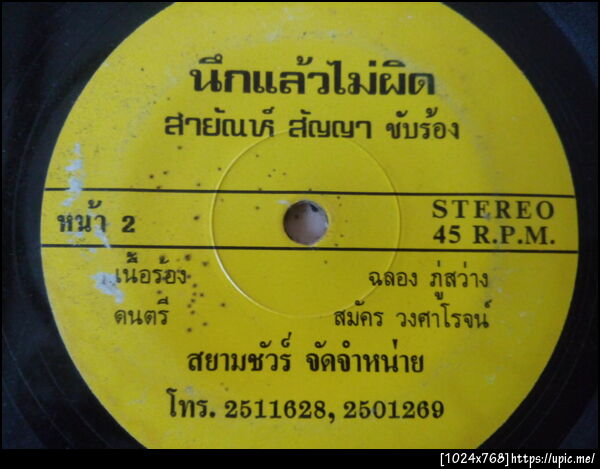 นึกแล้วไม่ผิด
สายัณห์ สัญญา ขับร้อง
หน้า 2
STEREO
45 R.P.M.
เนื้อร้อง ฉลอง ภู่สว่าง
ดนตรี สมัคร วงศาโรจน์
สยามชัวร์ จัดจำหน่าย
โทร. 2511628, 2501269
[1024x768]https://upic.me/